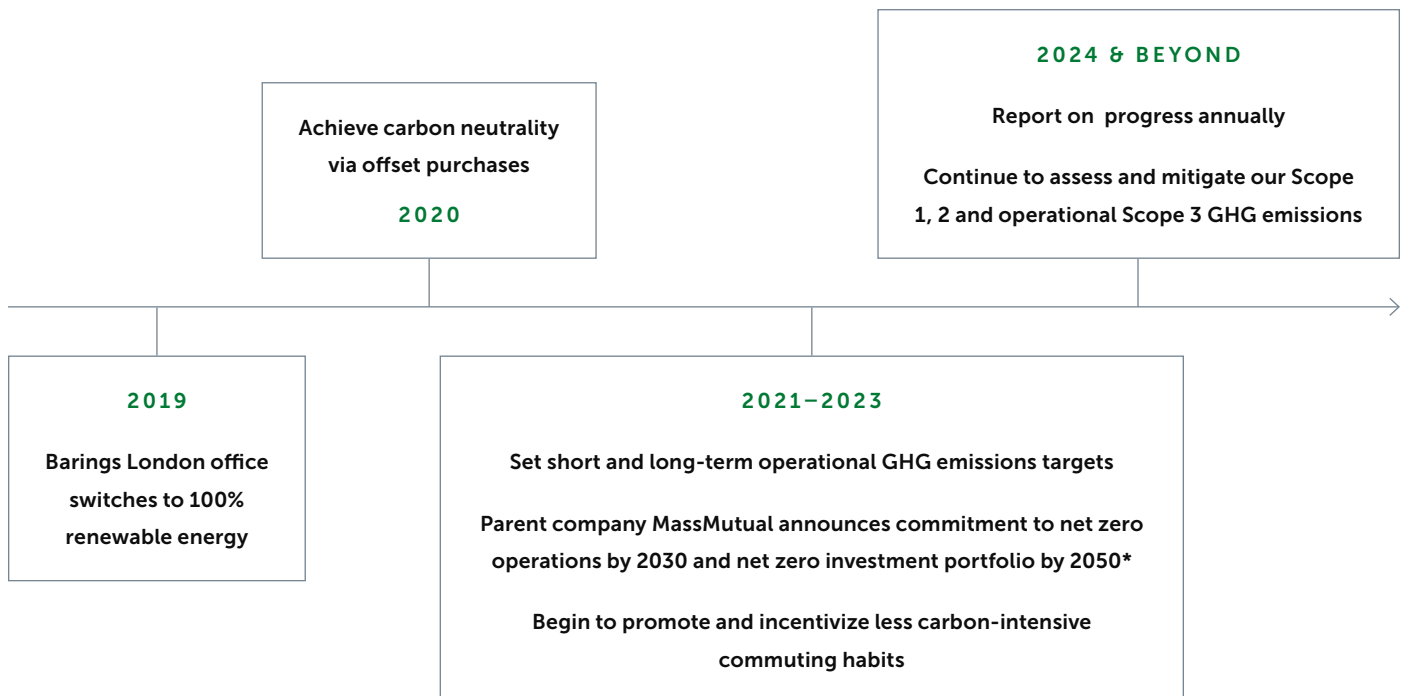 2019
Barings London office
switches to 100%
renewable energy
Achieve carbon neutrality
via offset purchases
2020
2021–2023
Set short and long-term operational GHG emissions targets
Parent company MassMutual announces commitment to net zero
operations by 2030 and net zero investment portfolio by 2050*
Begin to promote and incentivize less carbon-intensive
commuting habits
2024 & BEYOND
Report on progress annually
Continue to assess and mitigate our Scope
1, 2 and operational Scope 3 GHG emissions